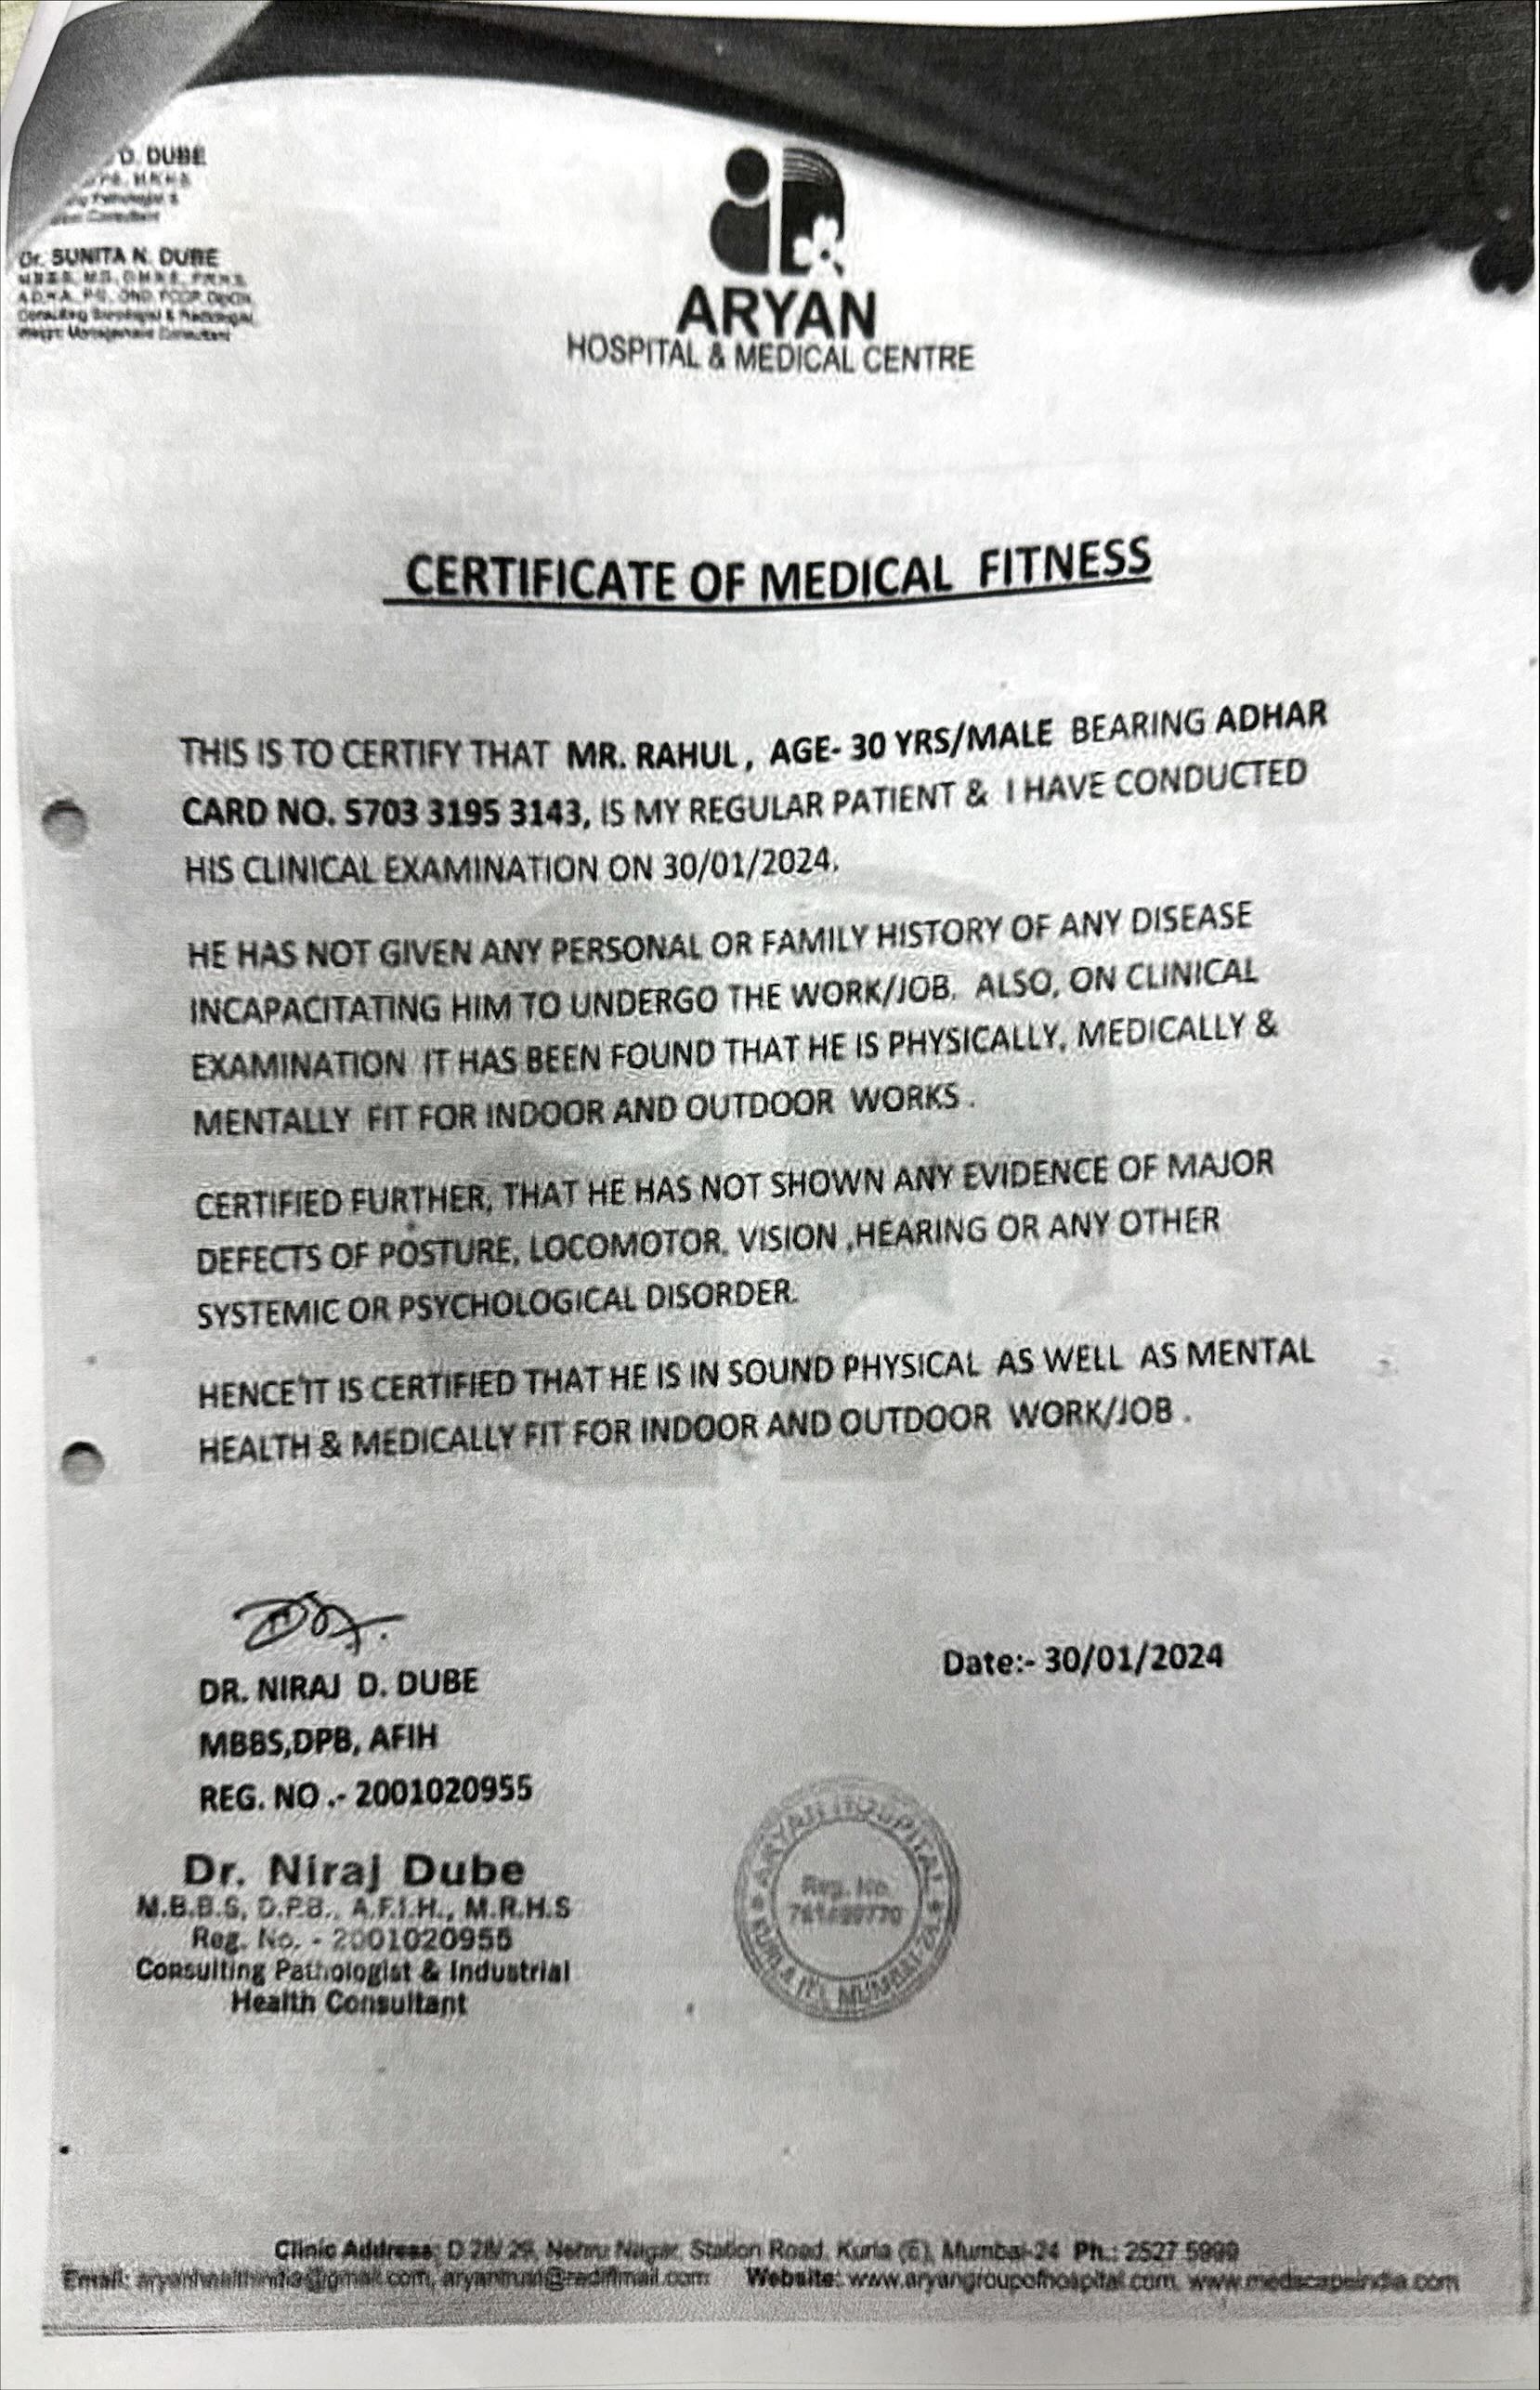 D. DUBE
Consultant
Dr. SUNITA N. DUBE
Weight Management Consultant
ARYAN
HOSPITAL & MEDICAL CENTRE
CERTIFICATE OF MEDICAL FITNESS
THIS IS TO CERTIFY THAT MR. RAHUL, AGE- 30 YRS/MALE BEARING ADHAR
CARD NO. 5703 3195 3143, IS MY REGULAR PATIENT & I HAVE CONDUCTED
HIS CLINICAL EXAMINATION ON 30/01/2024.
HE HAS NOT GIVEN ANY PERSONAL OR FAMILY HISTORY OF ANY DISEASE
INCAPACITATING HIM TO UNDERGO THE WORK/JOB. ALSO, ON CLINICAL
EXAMINATION IT HAS BEEN FOUND THAT HE IS PHYSICALLY, MEDICALLY &
MENTALLY FIT FOR INDOOR AND OUTDOOR WORKS .
CERTIFIED FURTHER, THAT HE HAS NOT SHOWN ANY EVIDENCE OF MAJOR
DEFECTS OF POSTURE, LOCOMOTOR, VISION ,HEARING OR ANY OTHER
SYSTEMIC OR PSYCHOLOGICAL DISORDER.
HENCE IT IS CERTIFIED THAT HE IS IN SOUND PHYSICAL AS WELL AS MENTAL
HEALTH & MEDICALLY FIT FOR INDOOR AND OUTDOOR WORK/JOB .
DR. NIRAJ D. DUBE
Date:- 30/01/2024
MBBS,DPB, AFIH
REG. NO .- 2001020955
Dr. Niraj Dube
M.B.B.S, D.P.B., A.F.I.H., M.R.H.S
Reg. No. - 2001020955
Consulting Pathologist & Industrial
Health Consultant
ARYAN HOSPITAL
Reg. No.
KURLA (E), MUMBAI-24
Clinic Address: D 28/ 29, Nehru Nagar, Station Road, Kurla (E), Mumbai-24 Ph.: 2527 5999
Email: aryanhealthindia@gmail.com, aryantrust@rediffmail.com Website: www.aryangroupofhospital.com, www.medscapeindia.com